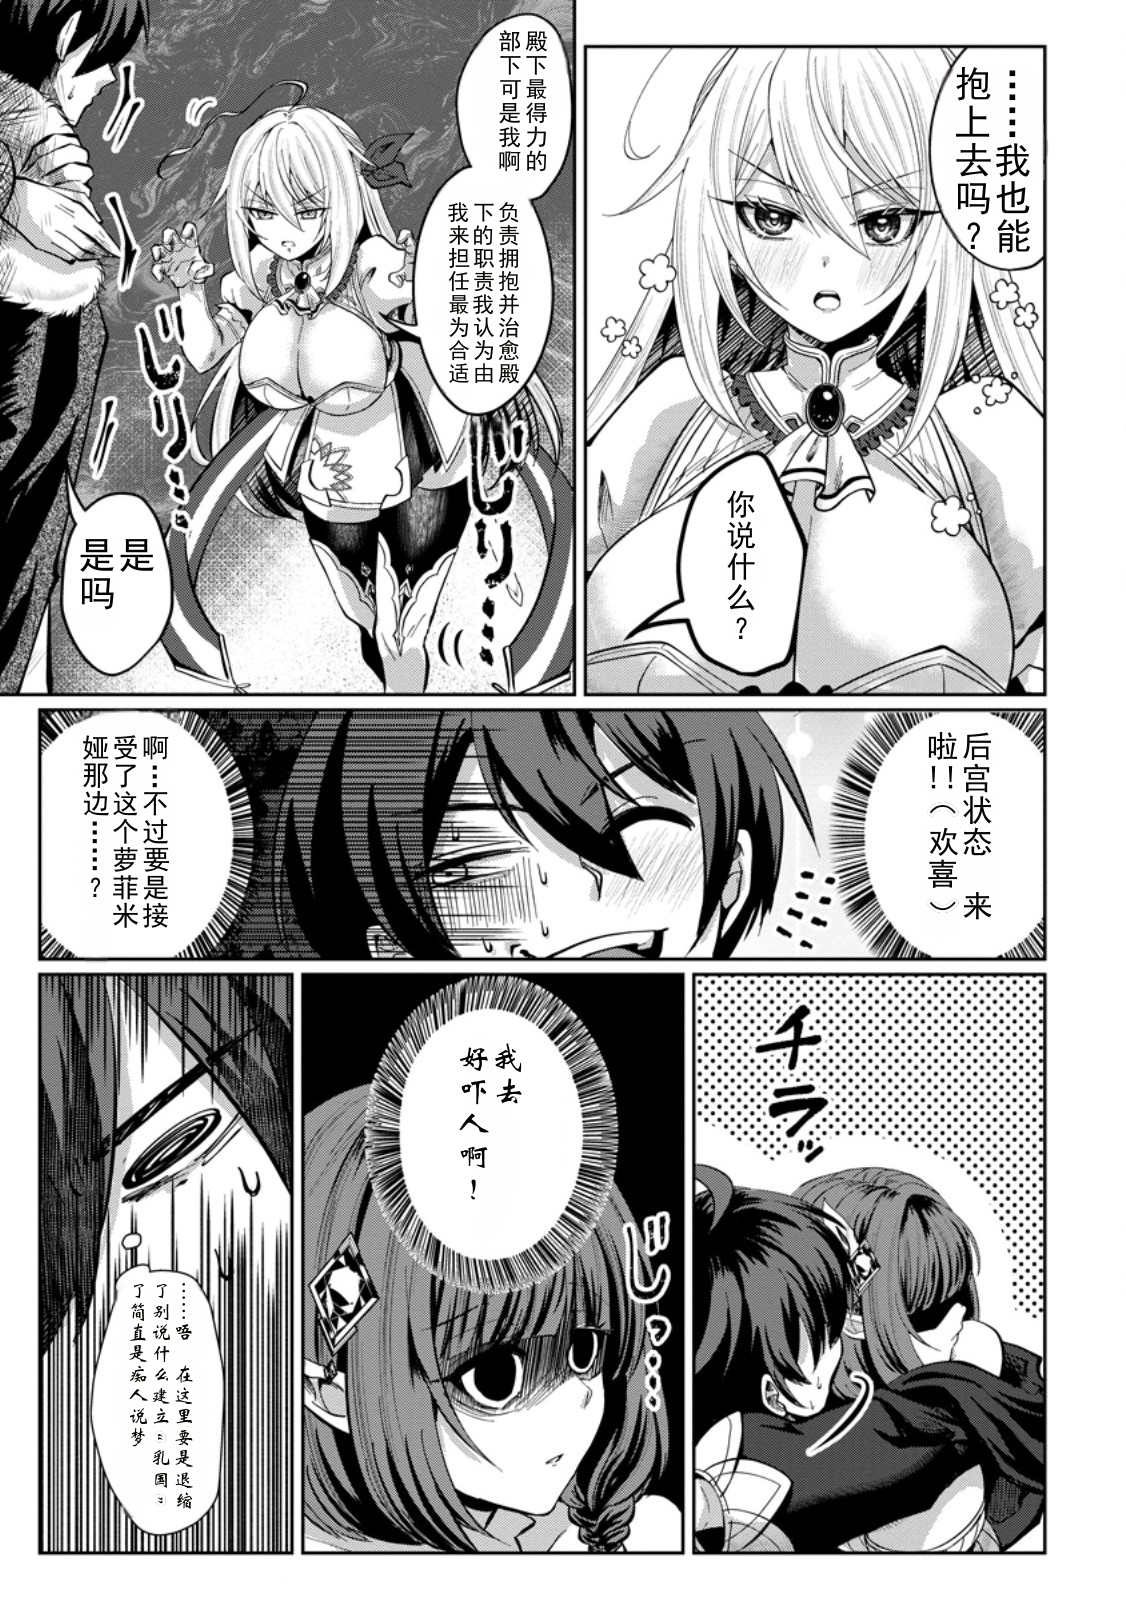 ……我也能
抱上去吗？
你说什么？
殿下最得力的
部下可是我啊
负责拥抱并治愈殿
下的职责我认为由
我来担任最为合适
じり…
じり…
是是
吗
后宫状态 来
啦!!（欢喜）
啊…不过要是接
受了这个萝菲米
娅那边……？
チラッ
我去
好吓人啊！
じっ…
……唔 在这里要是退缩
了别说什么建立“乳国”
了简直是痴人说梦